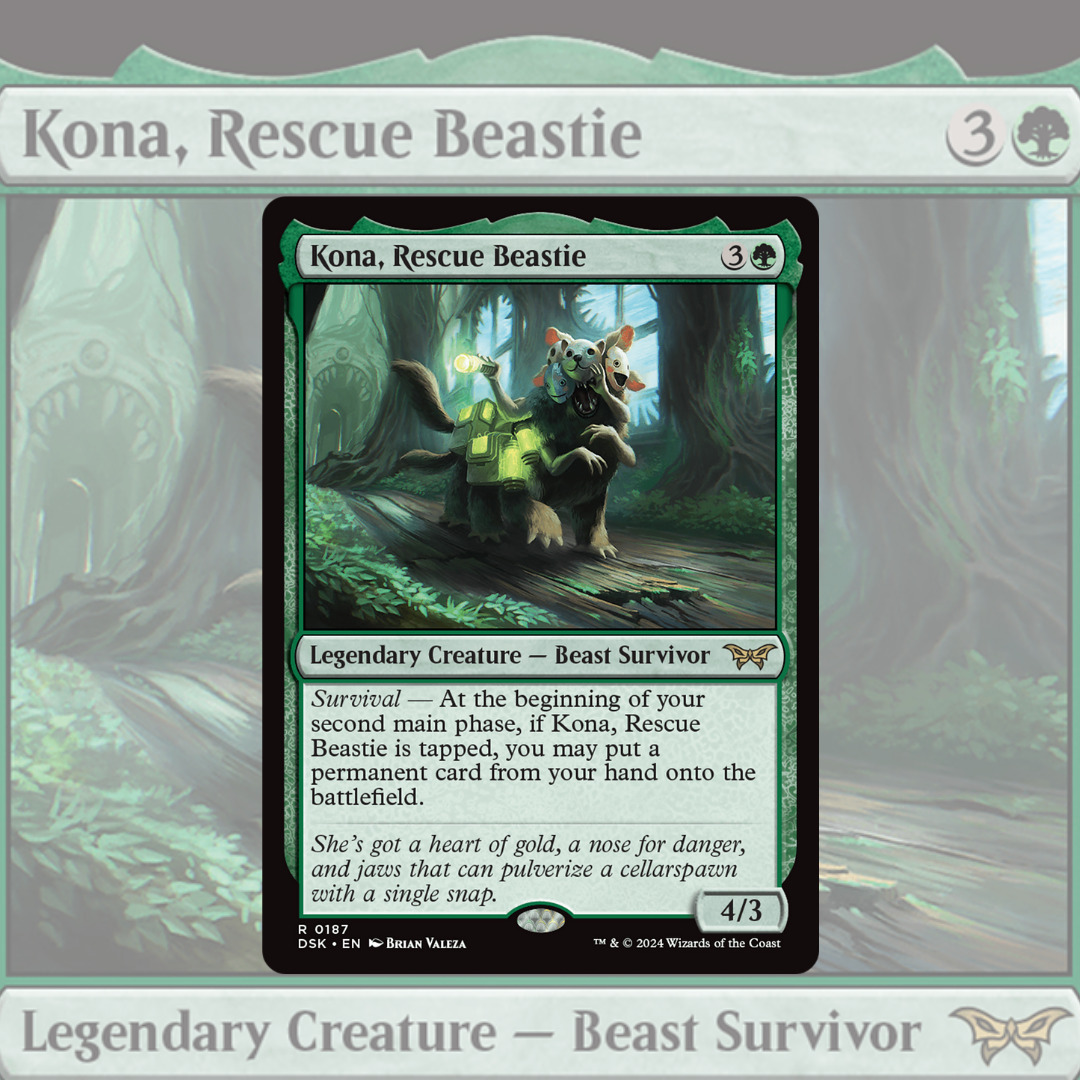 Kona, Rescue Beastie 3
Kona, Rescue Beastie 3
Legendary Creature — Beast Survivor
Survival — At the beginning of your
second main phase, if Kona, Rescue
Beastie is tapped, you may put a
permanent card from your hand onto the
battlefield.
She's got a heart of gold, a nose for danger,
and jaws that can pulverize a cellarspawn
with a single snap.
4/3
R 0187
DSK • EN Brian Valeza
™ & © 2024 Wizards of the Coast
Legendary Creature — Beast Survivor